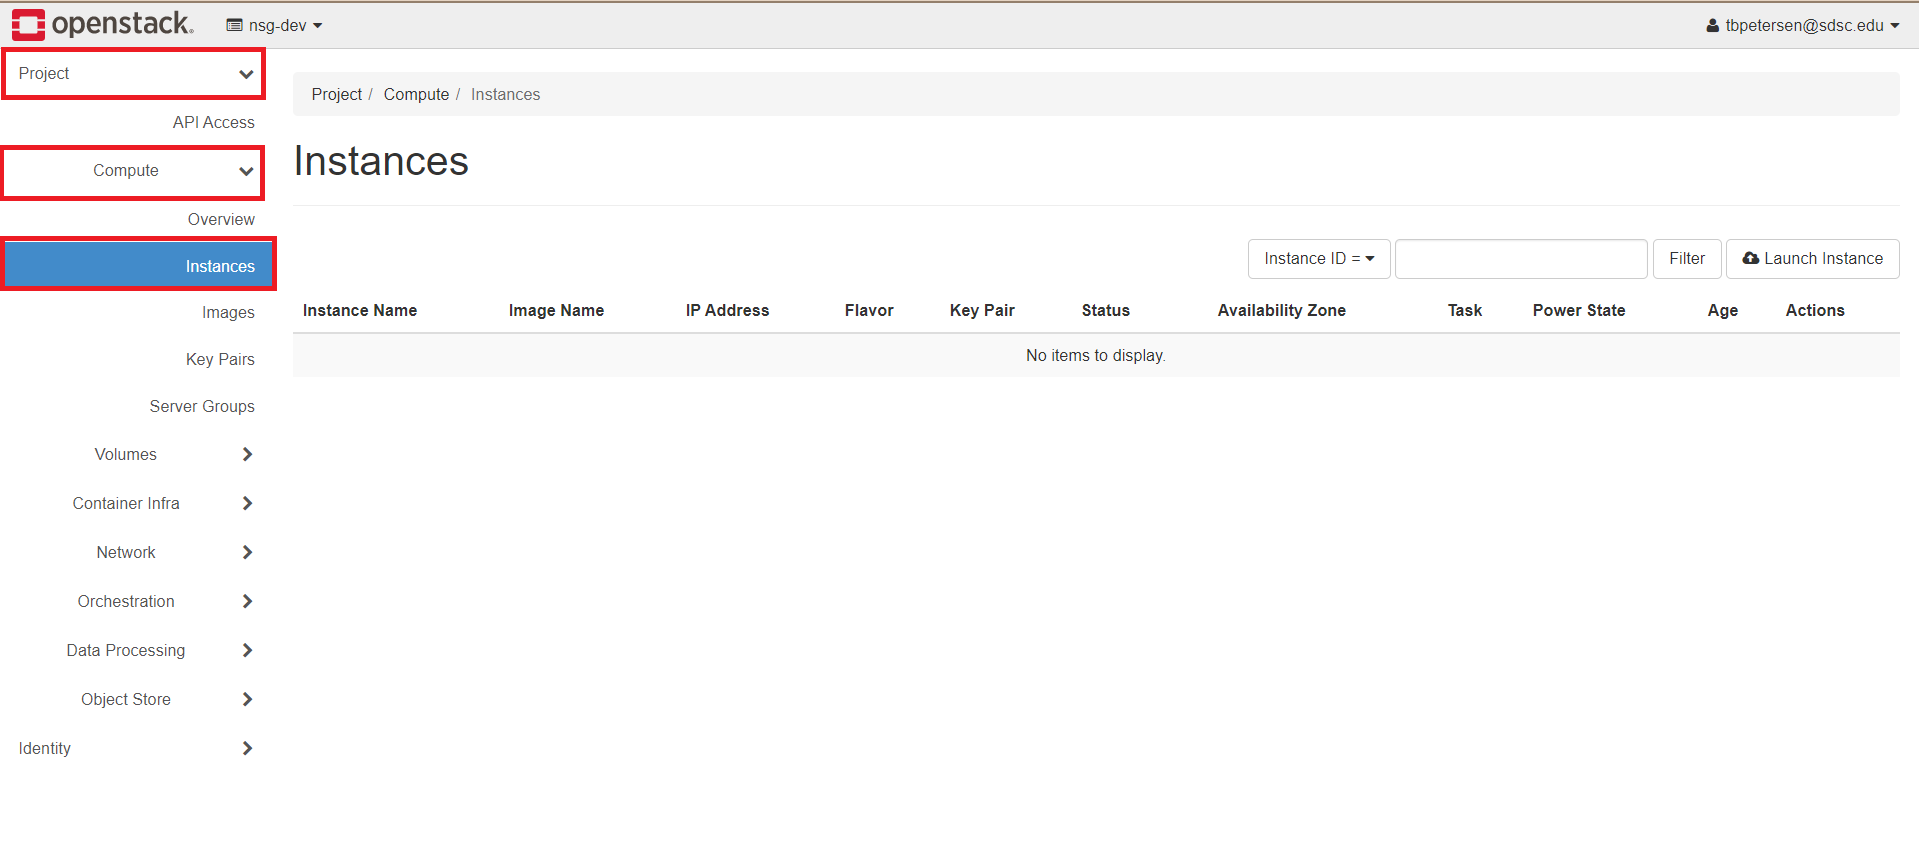 openstack. nsg-dev tbpetersen@sdsc.edu
Project
API Access
Compute
Overview
Instances
Images
Key Pairs
Server Groups
Volumes
Container Infra
Network
Orchestration
Data Processing
Object Store
Identity
Project / Compute / Instances
Instances
Instance ID = Filter Launch Instance
Instance Name Image Name IP Address Flavor Key Pair Status Availability Zone Task Power State Age Actions
No items to display.